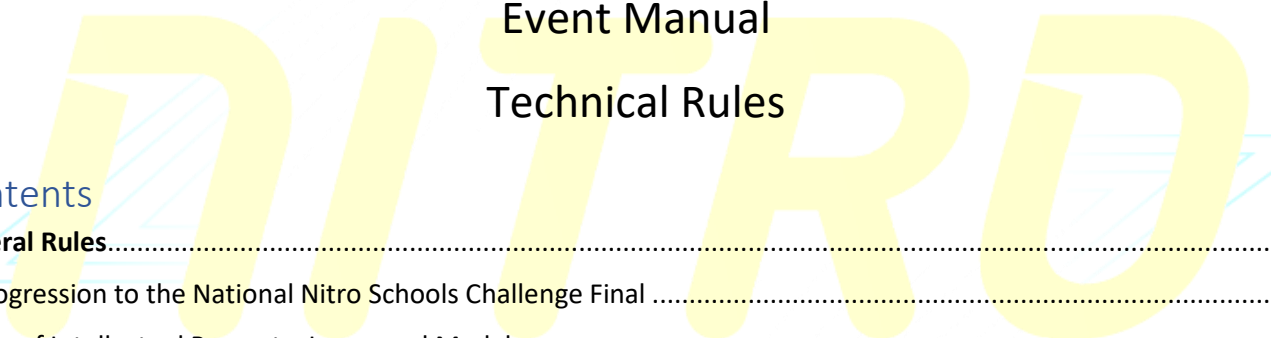 NITRO
Event Manual
Technical Rules
ntents
eral Rules
ogression to the National Nitro Schools Challenge Final